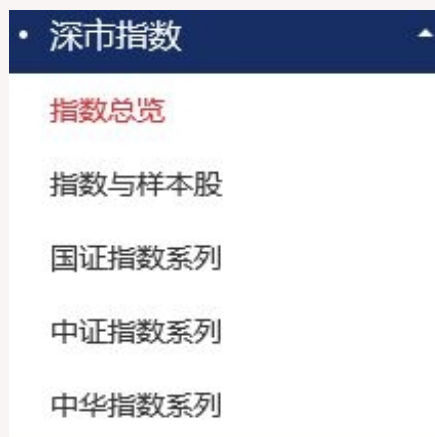 • 深市指数
指数总览
指数与样本股
国证指数系列
中证指数系列
中华指数系列